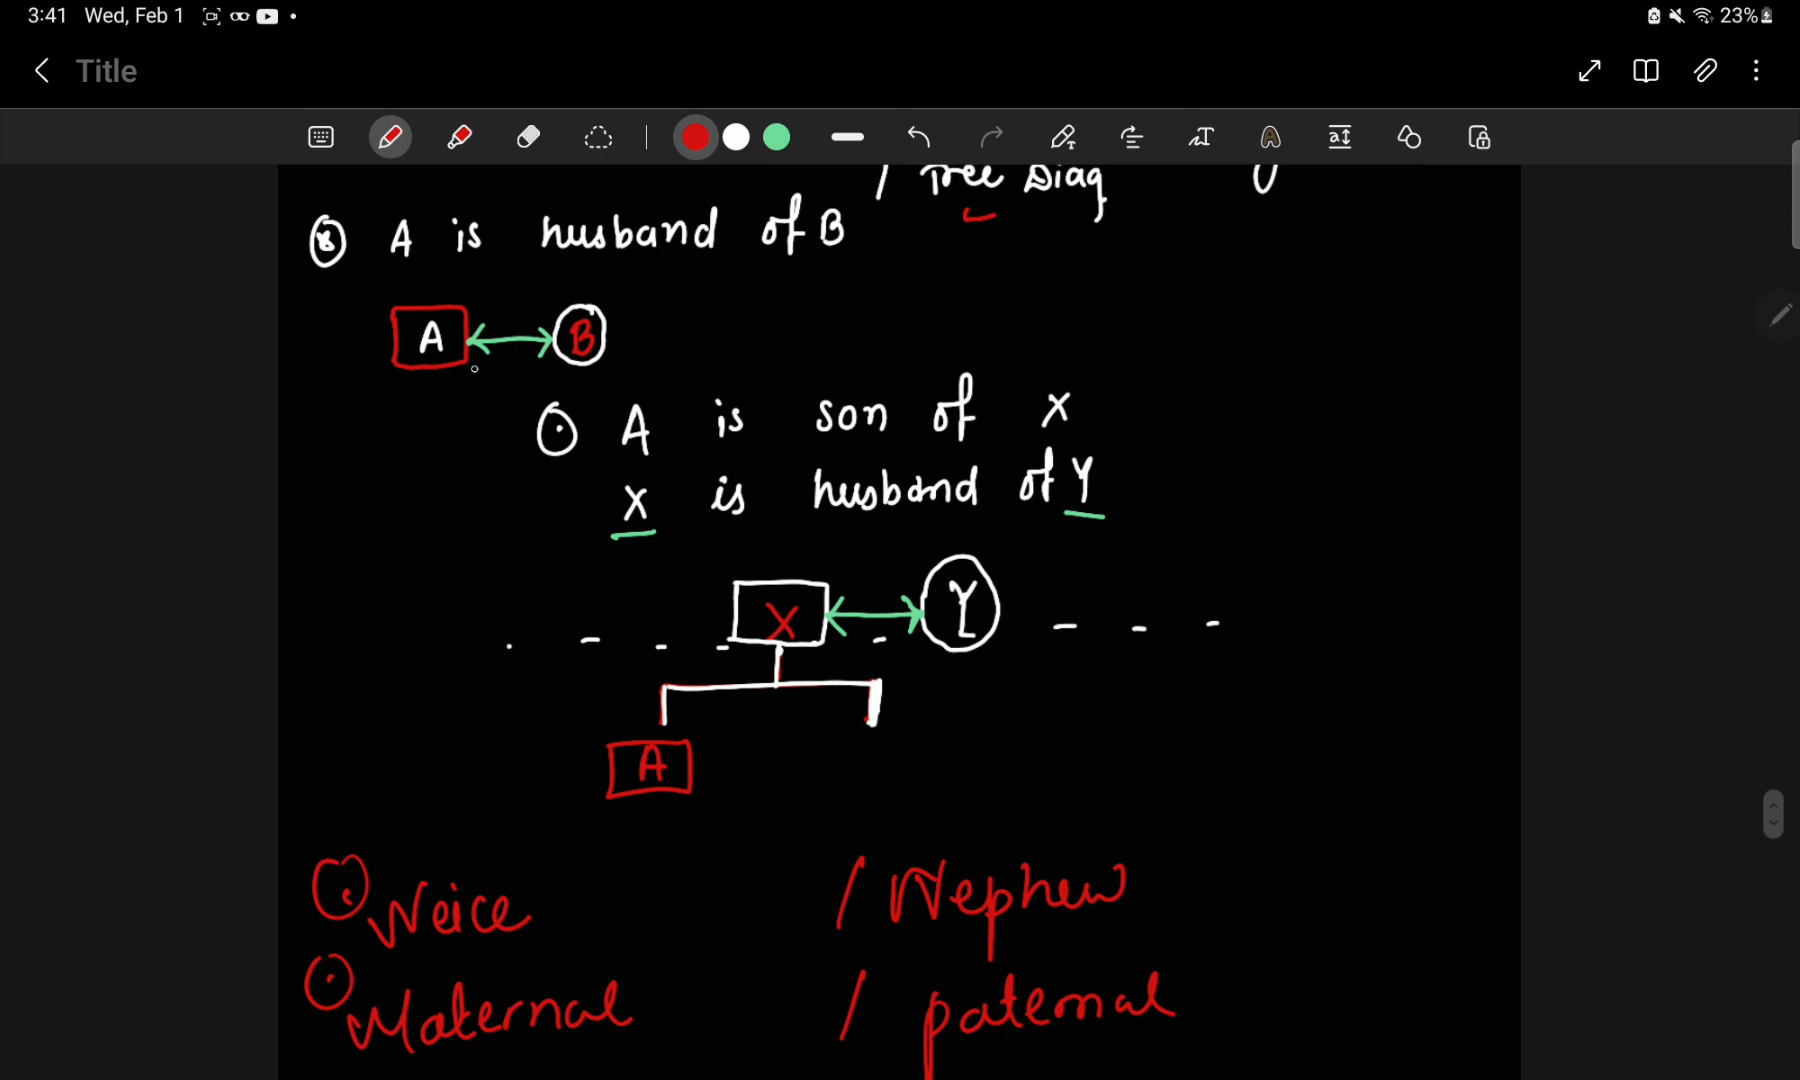 3:41 Wed, Feb 1
23%
Title
/ Tree Diag
A is husband of B
A B
A is son of X
X is husband of Y
X Y
A
Neice / Nephew
Maternal / paternal